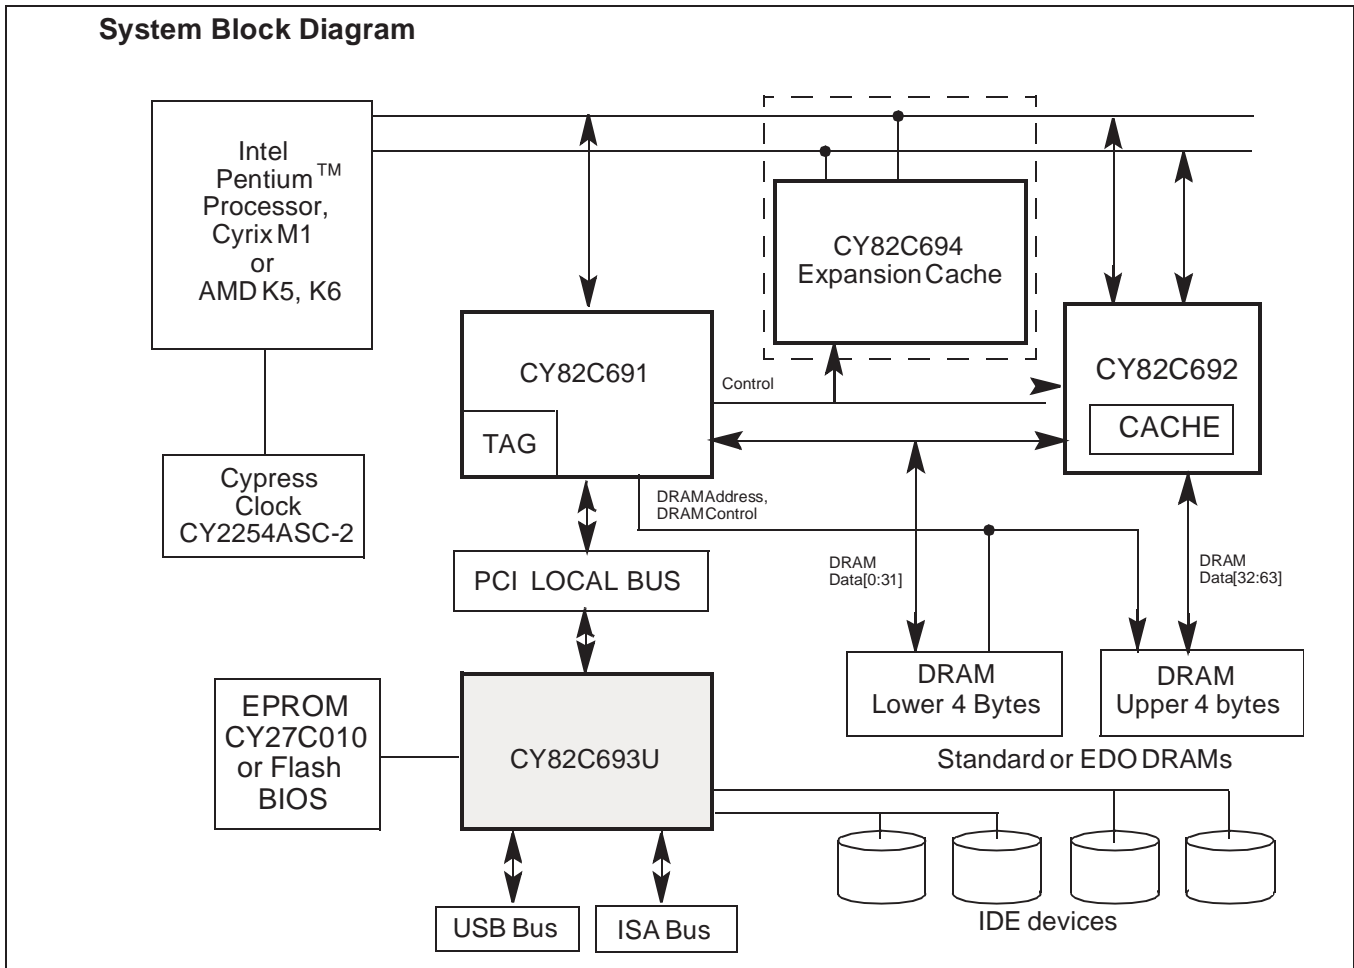 System Block Diagram
Intel
Pentium™
Processor,
Cyrix M1
or
AMD K5, K6
CY82C694
Expansion Cache
CY82C691
TAG
Control
CY82C692
CACHE
Cypress
Clock
CY2254ASC-2
DRAM Address,
DRAM Control
PCI LOCAL BUS
DRAM
Data[0:31]
DRAM
Data[32:63]
DRAM
Lower 4 Bytes
DRAM
Upper 4 bytes
Standard or EDO DRAMs
EPROM
CY27C010
or Flash
BIOS
CY82C693U
USB Bus
ISA Bus
IDE devices